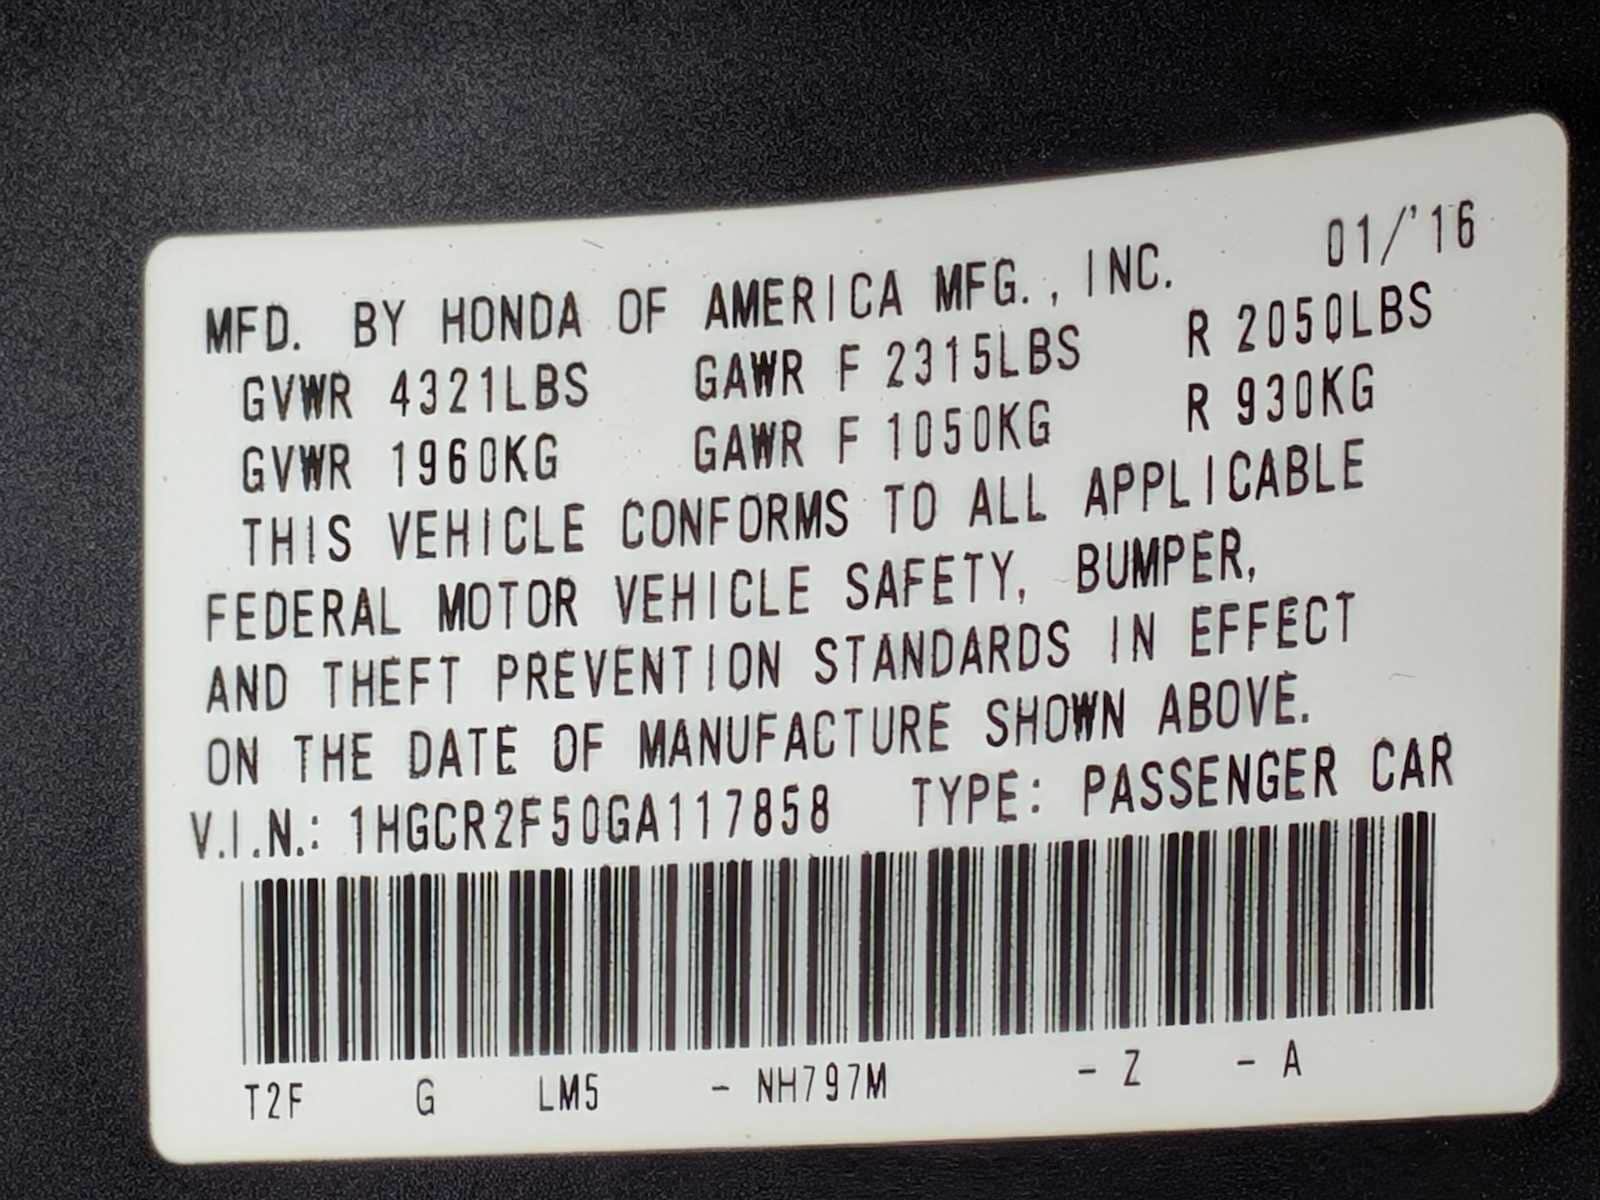 MFD. BY HONDA OF AMERICA MFG., INC. 01/'16
GVWR 4321LBS GAWR F 2315LBS R 2050LBS
GVWR 1960KG GAWR F 1050KG R 930KG
THIS VEHICLE CONFORMS TO ALL APPLICABLE
FEDERAL MOTOR VEHICLE SAFETY, BUMPER,
AND THEFT PREVENTION STANDARDS IN EFFECT
ON THE DATE OF MANUFACTURE SHOWN ABOVE.
V.I.N.: 1HGCR2F50GA117858 TYPE: PASSENGER CAR
T2F G LM5 - NH797M - Z - A